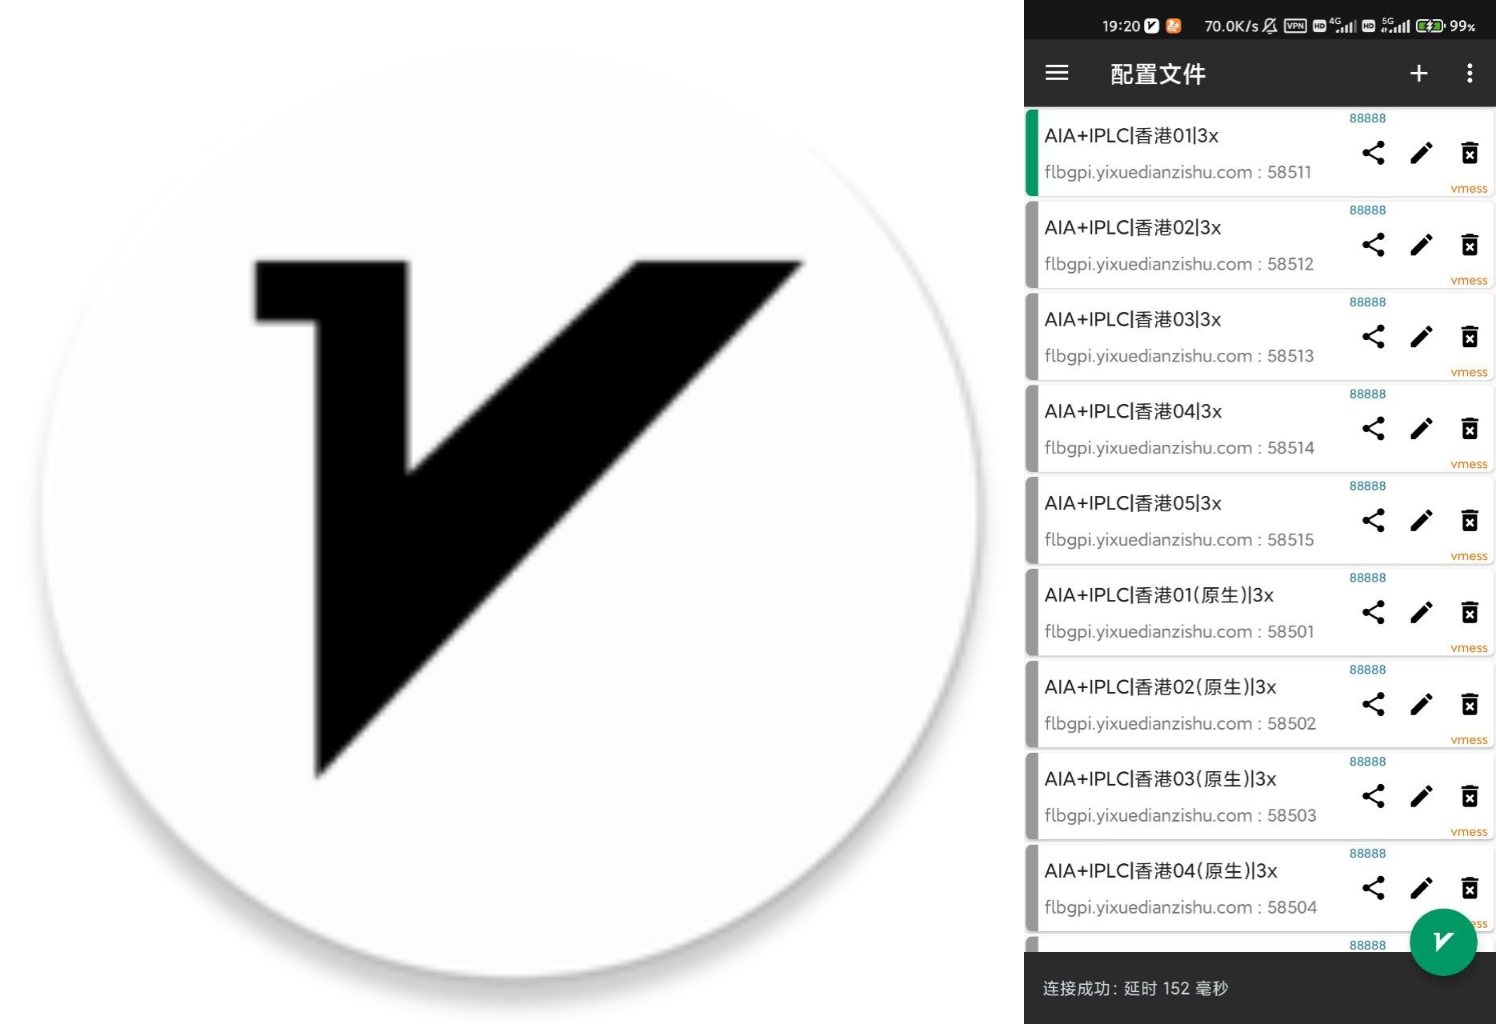 19:20 70.0K/s VPN HD 4G HD 5G 99%
配置文件
88888
AIA+IPLC|香港01|3x
flbgpi.yixuedianzishu.com : 58511
vmess
88888
AIA+IPLC|香港02|3x
flbgpi.yixuedianzishu.com : 58512
vmess
88888
AIA+IPLC|香港03|3x
flbgpi.yixuedianzishu.com : 58513
vmess
88888
AIA+IPLC|香港04|3x
flbgpi.yixuedianzishu.com : 58514
vmess
88888
AIA+IPLC|香港05|3x
flbgpi.yixuedianzishu.com : 58515
vmess
88888
AIA+IPLC|香港01(原生)|3x
flbgpi.yixuedianzishu.com : 58501
vmess
88888
AIA+IPLC|香港02(原生)|3x
flbgpi.yixuedianzishu.com : 58502
vmess
88888
AIA+IPLC|香港03(原生)|3x
flbgpi.yixuedianzishu.com : 58503
vmess
88888
AIA+IPLC|香港04(原生)|3x
flbgpi.yixuedianzishu.com : 58504
ess
88888
连接成功：延时 152 毫秒